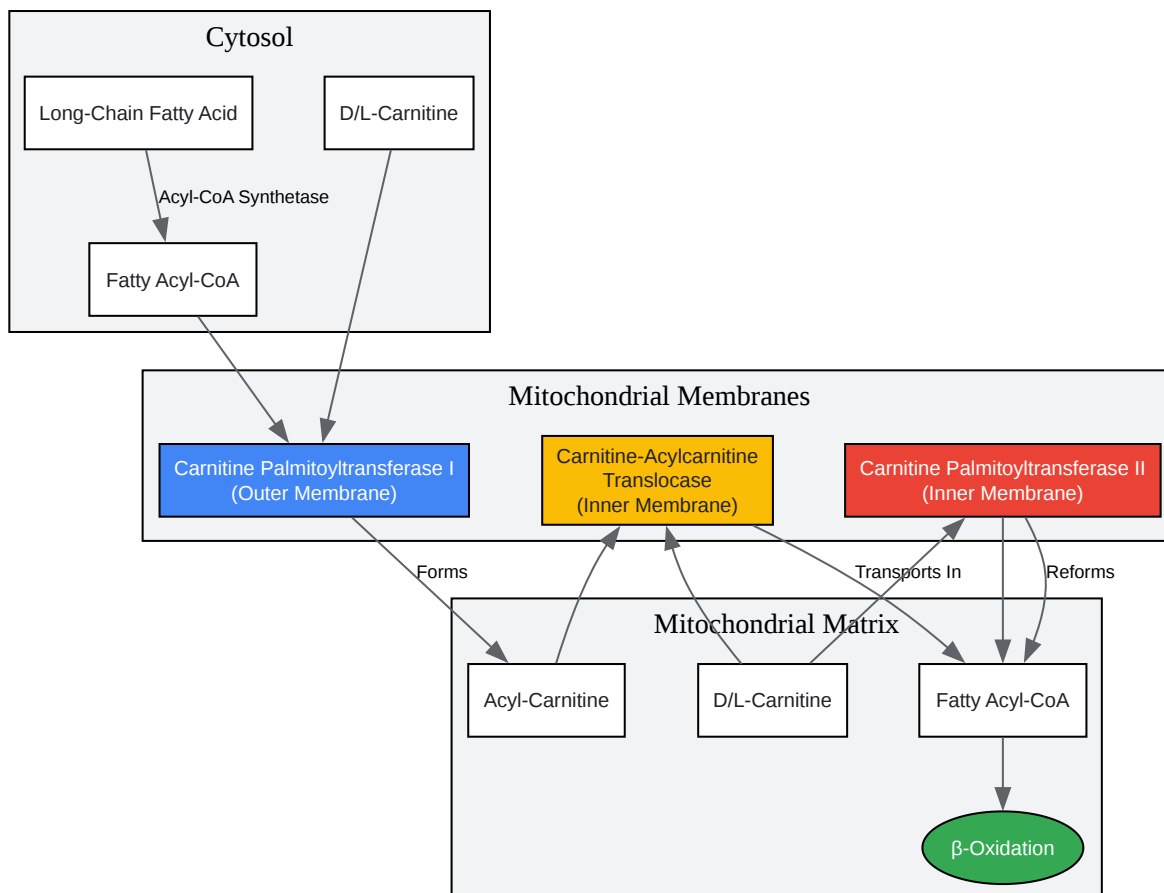 Cytosol
Long-Chain Fatty Acid
D/L-Carnitine
Acyl-CoA Synthetase
Fatty Acyl-CoA
Mitochondrial Membranes
Carnitine Palmitoyltransferase I
(Outer Membrane)
Carnitine-Acylcarnitine
Translocase
(Inner Membrane)
Carnitine Palmitoyltransferase II
(Inner Membrane)
Forms
Transports In
Reforms
Mitochondrial Matrix
Acyl-Carnitine
D/L-Carnitine
Fatty Acyl-CoA
β-Oxidation